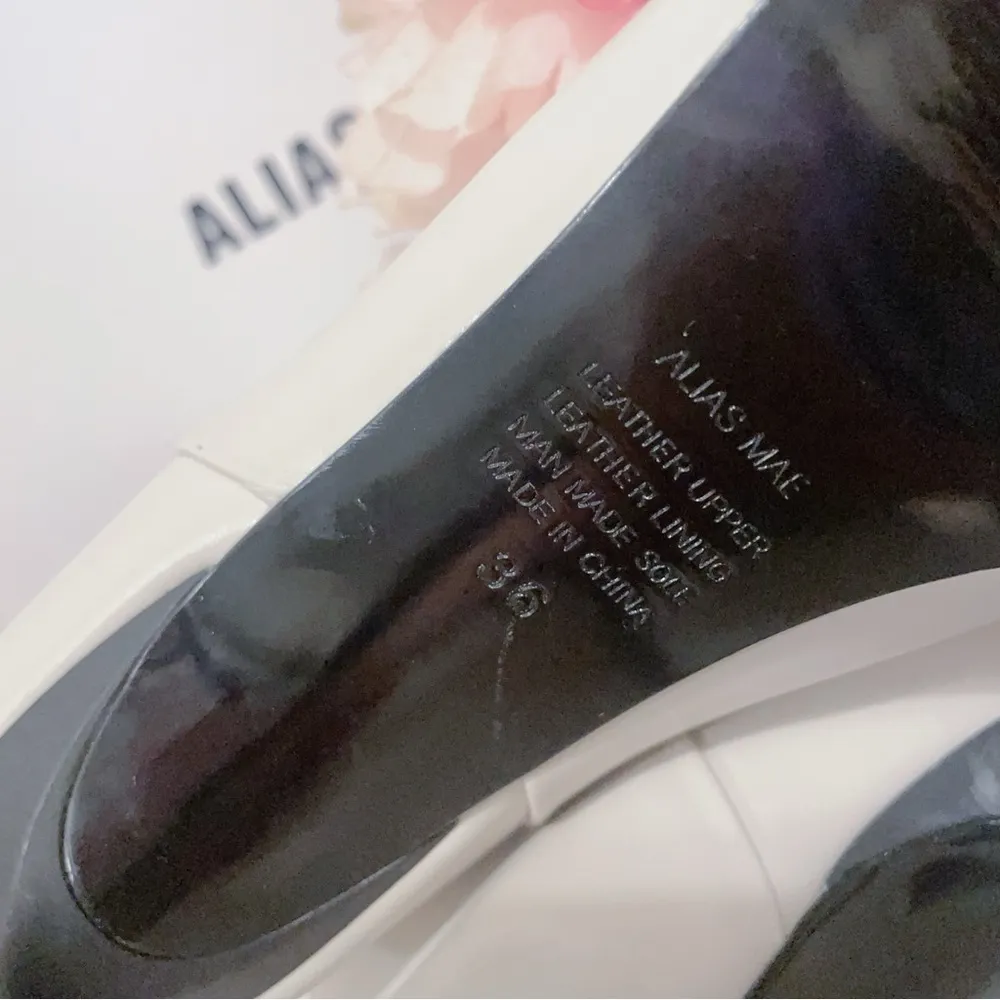 ALIAS
ALIAS MAE
LEATHER UPPER
LEATHER LINING
MAN MADE SOLE
MADE IN CHINA
36